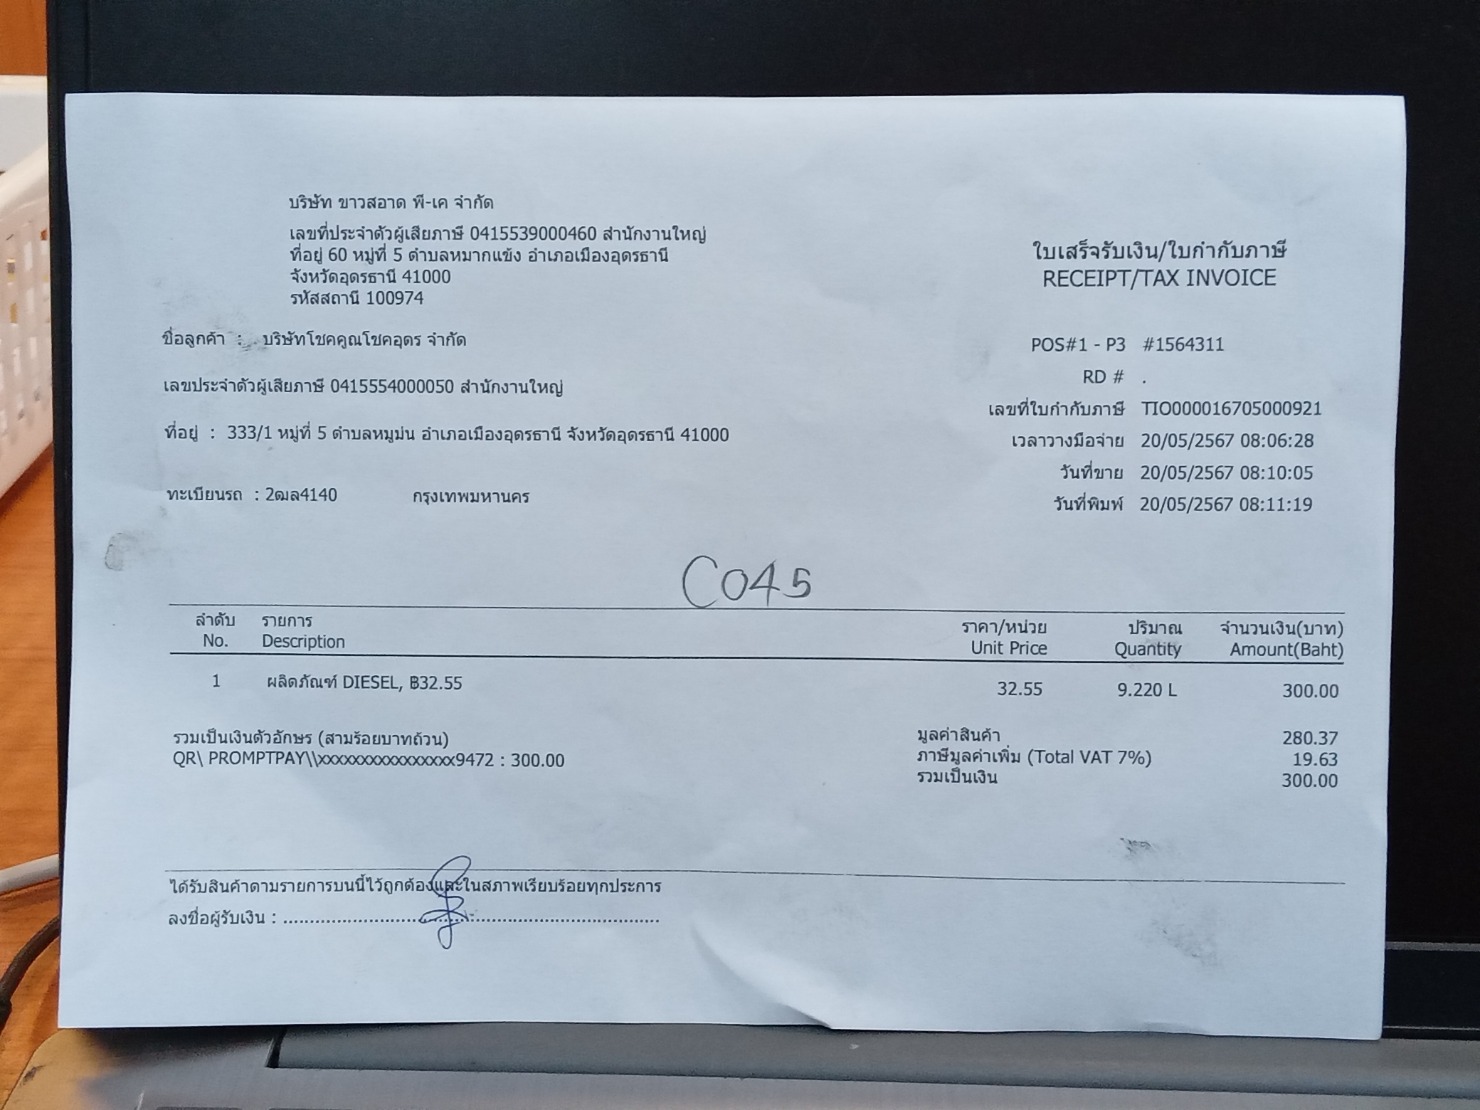 บริษัท ขาวสอาด พี-เค จำกัด
เลขที่ประจำตัวผู้เสียภาษี 0415539000460 สำนักงานใหญ่
ที่อยู่ 60 หมู่ที่ 5 ตำบลหมากแข้ง อำเภอเมืองอุดรธานี
จังหวัดอุดรธานี 41000
รหัสสถานี 100974
ใบเสร็จรับเงิน/ใบกำกับภาษี
RECEIPT/TAX INVOICE
ชื่อลูกค้า : บริษัทโชคคูณโชคอุดร จำกัด
เลขประจำตัวผู้เสียภาษี 0415554000050 สำนักงานใหญ่
ที่อยู่ : 333/1 หมู่ที่ 5 ตำบลหมูม่น อำเภอเมืองอุดรธานี จังหวัดอุดรธานี 41000
ทะเบียนรถ : 2ฒล4140 กรุงเทพมหานคร
POS#1 - P3 #1564311
RD # .
เลขที่ใบกำกับภาษี TIO000016705000921
เวลาวางมือจ่าย 20/05/2567 08:06:28
วันที่ขาย 20/05/2567 08:10:05
วันที่พิมพ์ 20/05/2567 08:11:19
C045
ลำดับ รายการ ราคา/หน่วย ปริมาณ จำนวนเงิน(บาท)
No. Description Unit Price Quantity Amount(Baht)
1 ผลิตภัณฑ์ DIESEL, ฿32.55 32.55 9.220 L 300.00
รวมเป็นเงินตัวอักษร (สามร้อยบาทถ้วน)
QR\ PROMPTPAY\\xxxxxxxxxxxxxxxx9472 : 300.00
มูลค่าสินค้า 280.37
ภาษีมูลค่าเพิ่ม (Total VAT 7%) 19.63
รวมเป็นเงิน 300.00
ได้รับสินค้าตามรายการบนนี้ไว้ถูกต้องและในสภาพเรียบร้อยทุกประการ
ลงชื่อผู้รับเงิน : ............................................................